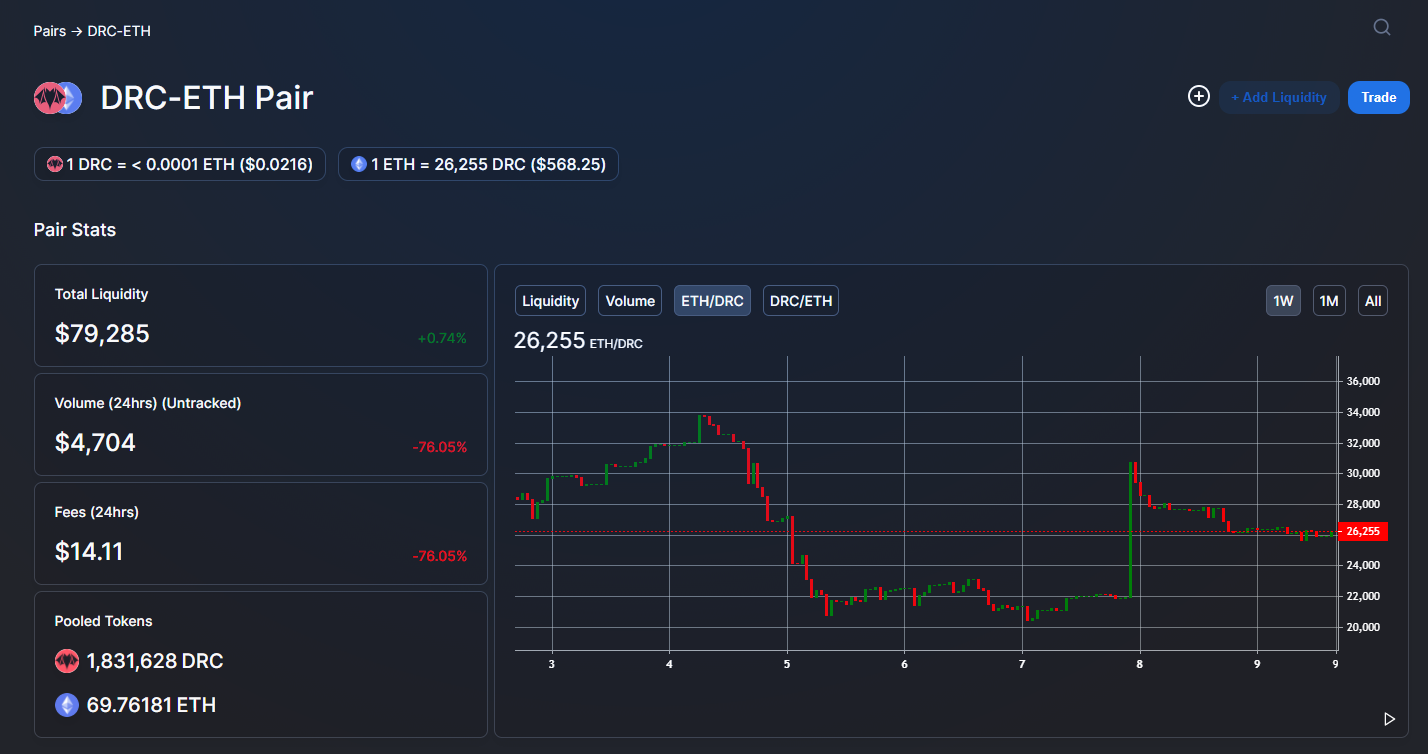 Pairs → DRC-ETH
DRC-ETH Pair
+ Add Liquidity
Trade
1 DRC = < 0.0001 ETH ($0.0216)
1 ETH = 26,255 DRC ($568.25)
Pair Stats
Total Liquidity
$79,285
+0.74%
Volume (24hrs) (Untracked)
$4,704
-76.05%
Fees (24hrs)
$14.11
-76.05%
Pooled Tokens
1,831,628 DRC
69.76181 ETH
Liquidity
Volume
ETH/DRC
DRC/ETH
1W
1M
All
26,255 ETH/DRC
36,000
34,000
32,000
30,000
28,000
26,255
24,000
22,000
20,000
3
4
5
6
7
8
9
9